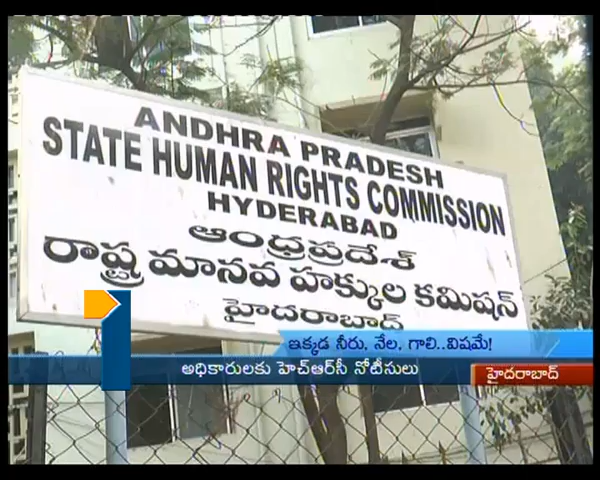 ANDHRA PRADESH
STATE HUMAN RIGHTS COMMISSION
HYDERABAD
ఆంధ్రప్రదేశ్
రాష్ట్ర మానవ హక్కుల కమిషన్
హైదరాబాద్
ఇక్కడ నీరు, నేల, గాలి..విషమే!
అధికారులకు హెచ్ఆర్‌సీ నోటీసులు
హైదరాబాద్